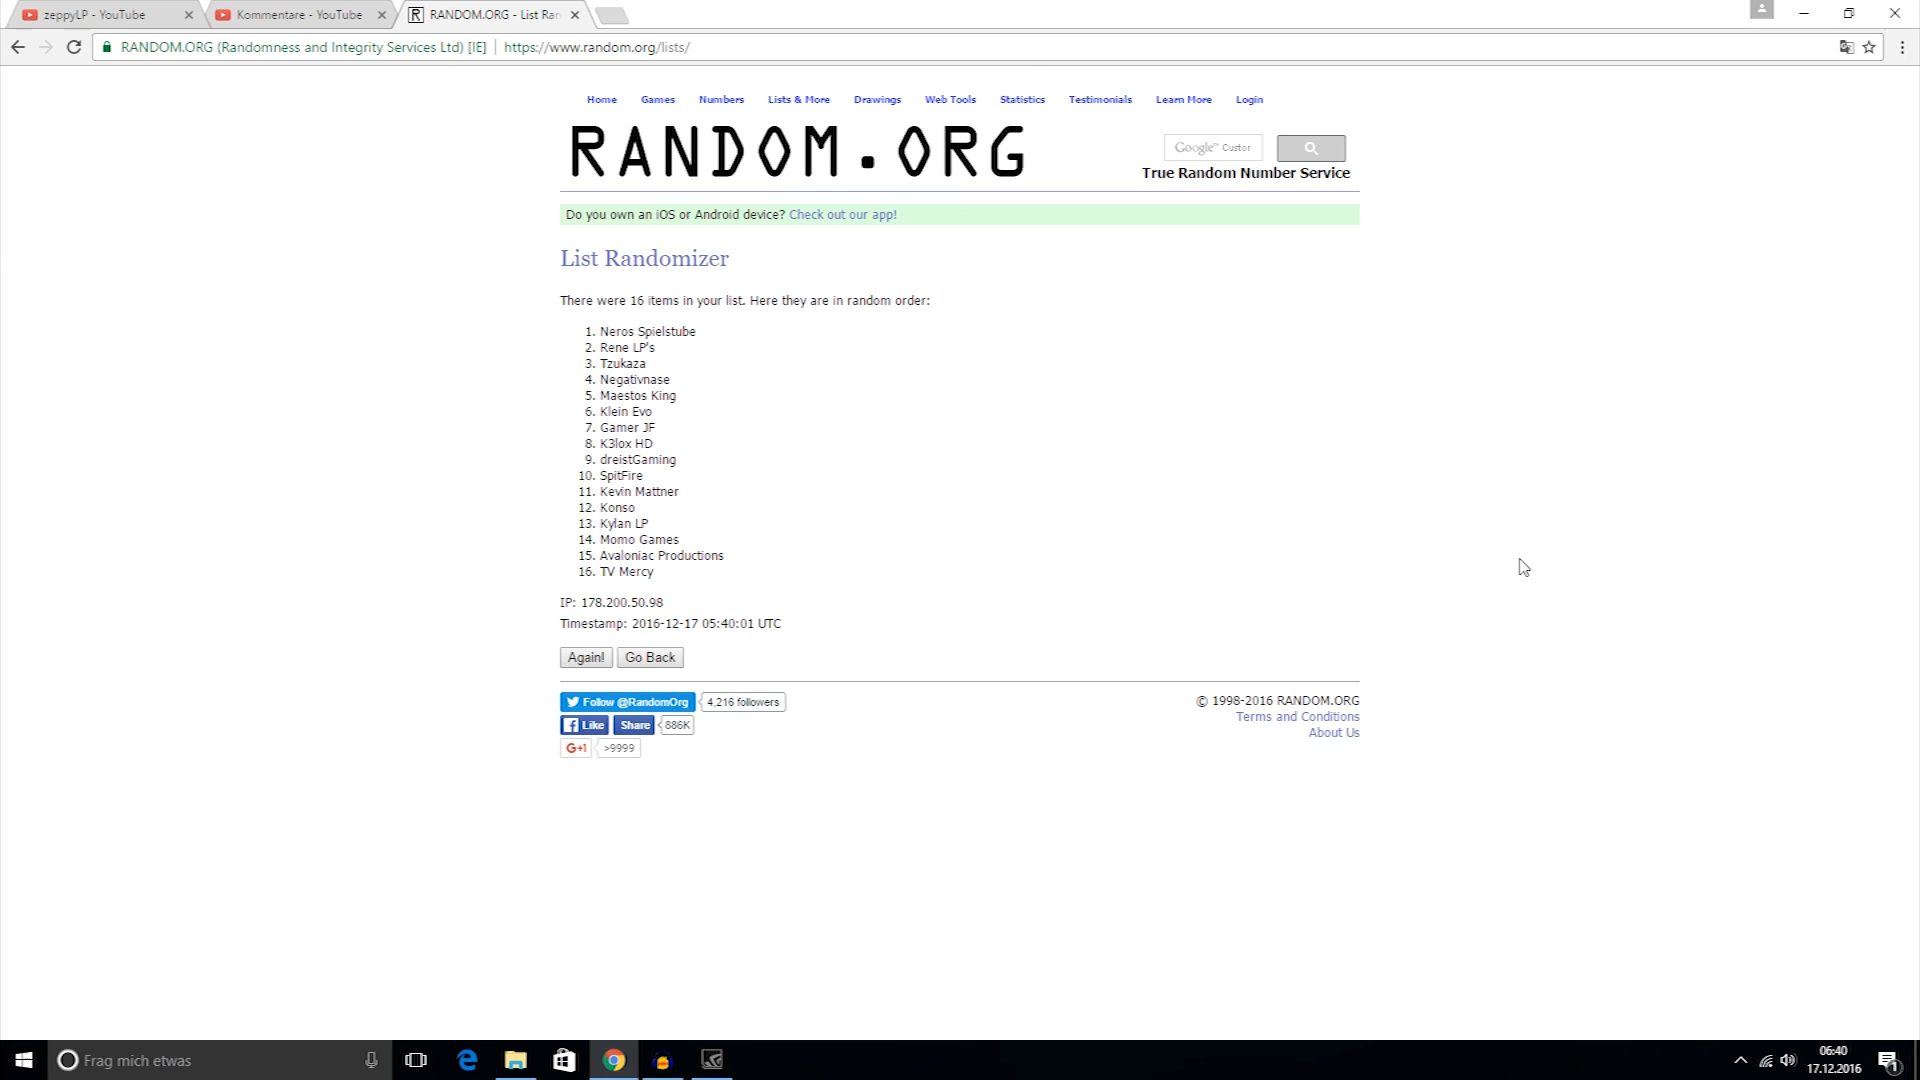 zeppyLP - YouTube
Kommentare - YouTube
RANDOM.ORG - List Ran
RANDOM.ORG (Randomness and Integrity Services Ltd) [IE] https://www.random.org/lists/
Home Games Numbers Lists & More Drawings Web Tools Statistics Testimonials Learn More Login
RANDOM.ORG
Google™ Custor
True Random Number Service
Do you own an iOS or Android device? Check out our app!
List Randomizer
There were 16 items in your list. Here they are in random order:
1. Neros Spielstube
2. Rene LP's
3. Tzukaza
4. Negativnase
5. Maestos King
6. Klein Evo
7. Gamer JF
8. K3lox HD
9. dreistGaming
10. SpitFire
11. Kevin Mattner
12. Konso
13. Kylan LP
14. Momo Games
15. Avaloniac Productions
16. TV Mercy
IP: 178.200.50.98
Timestamp: 2016-12-17 05:40:01 UTC
Again! Go Back
Follow @RandomOrg 4,216 followers
Like Share 886K
G+1 >9999
© 1998-2016 RANDOM.ORG
Terms and Conditions
About Us
Frag mich etwas
06:40
17.12.2016
1